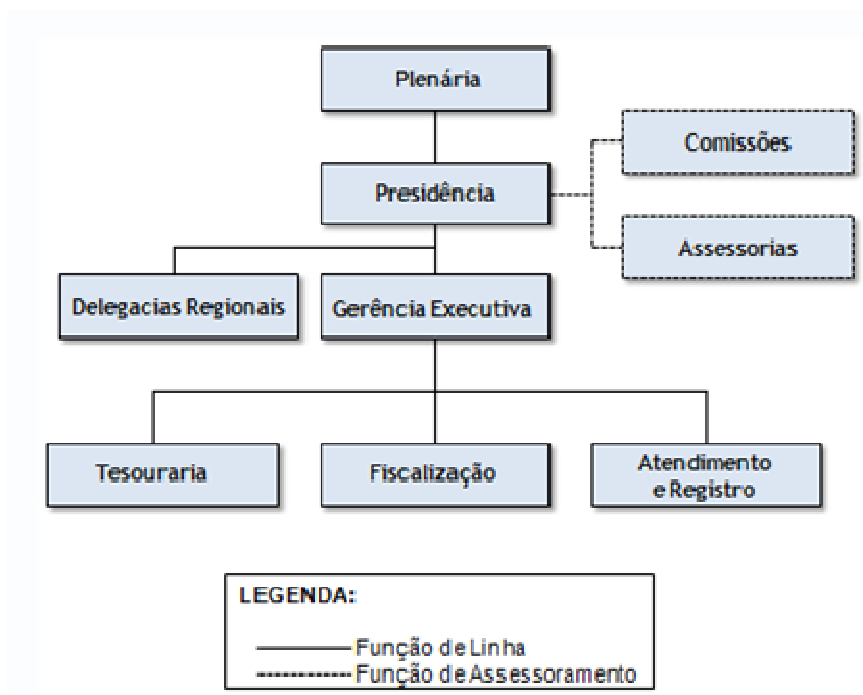 Plenária
Comissões
Presidência
Assessorias
Delegacias Regionais
Gerência Executiva
Tesouraria
Fiscalização
Atendimento
e Registro
LEGENDA:
Função de Linha
Função de Assessoramento